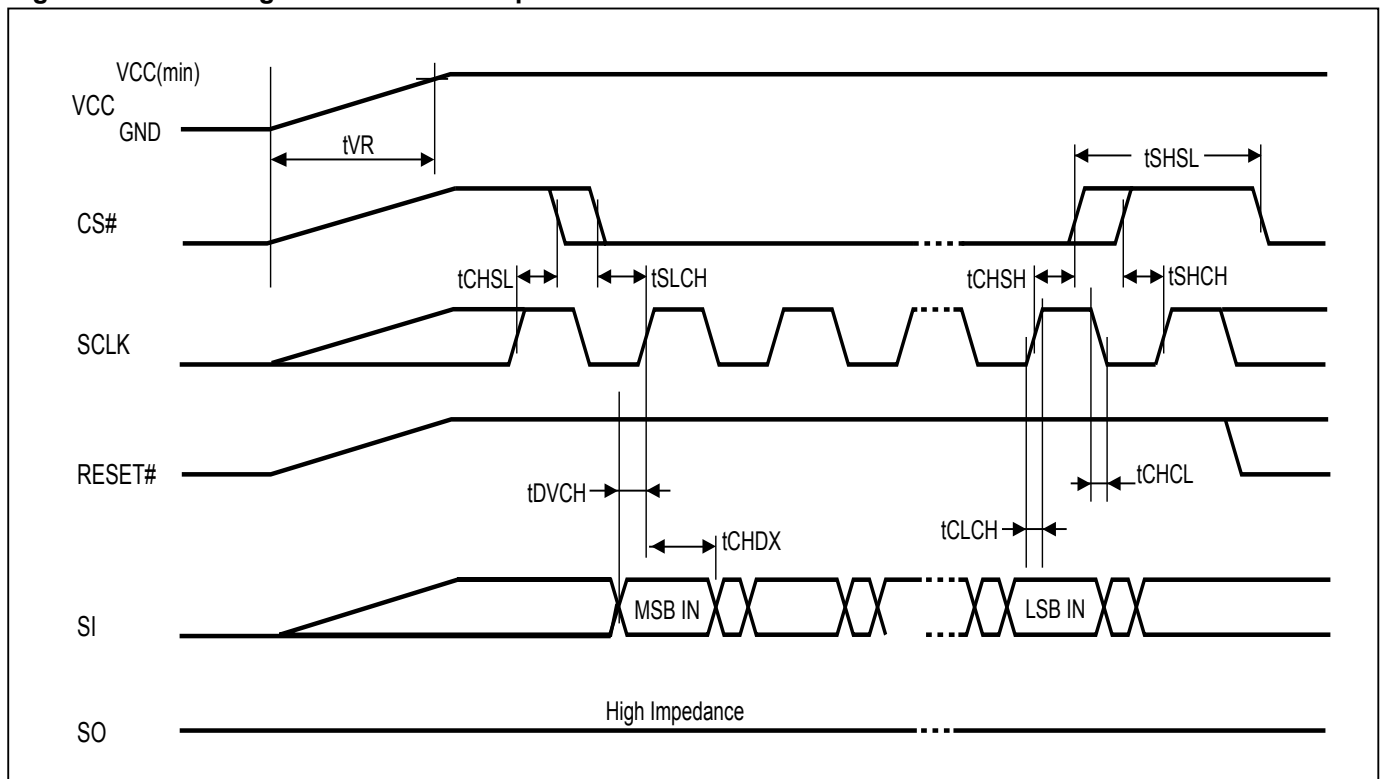 VCC(min)
VCC
GND
tVR
tSHSL
CS#
tCHSL
tSLCH
tCHSH
tSHCH
SCLK
RESET#
tDVCH
tCHCL
tCLCH
tCHDX
SI
MSB IN
LSB IN
High Impedance
SO